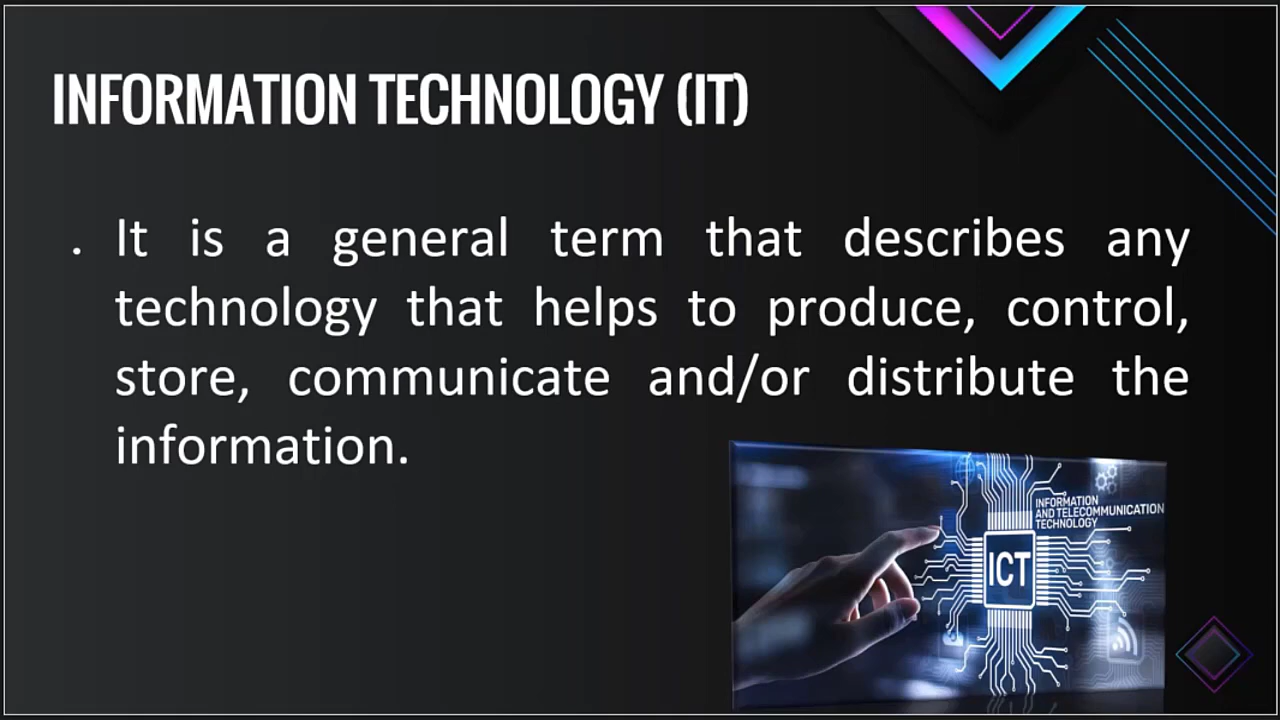 INFORMATION TECHNOLOGY (IT)
. It is a general term that describes any
technology that helps to produce, control,
store, communicate and/or distribute the
information.
INFORMATION
AND TELECOMMUNICATION
TECHNOLOGY
ICT